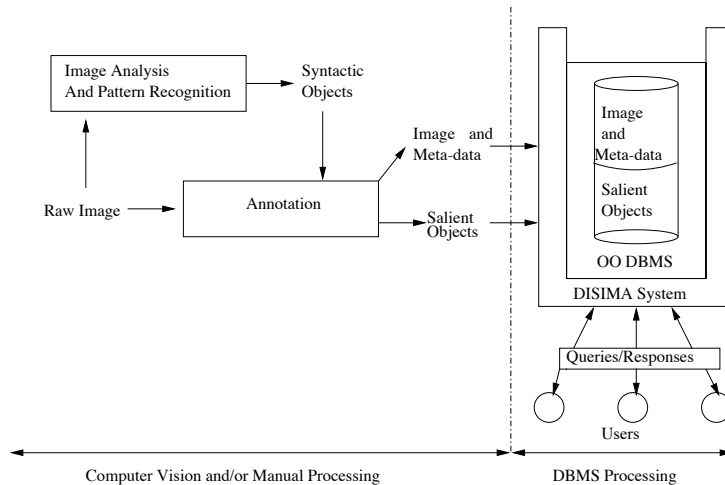 Image Analysis
And Pattern Recognition
Syntactic
Objects
Raw Image
Annotation
Image and
Meta-data
Salient
Objects
Image
and
Meta-data
Salient
Objects
OO DBMS
DISIMA System
Queries/Responses
Users
Computer Vision and/or Manual Processing
DBMS Processing